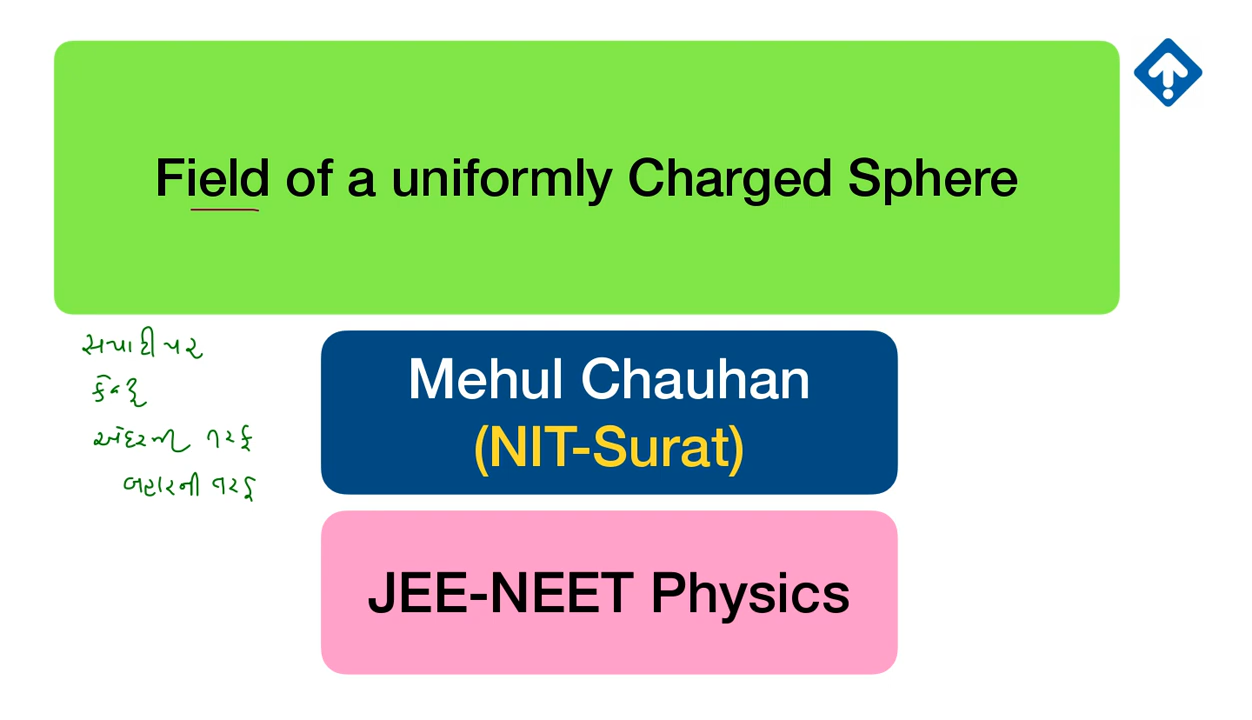 Field of a uniformly Charged Sphere
સપાટી પર
કેન્દ્ર
અંદરની તરફ
બહારની તરફ
Mehul Chauhan
(NIT-Surat)
JEE-NEET Physics